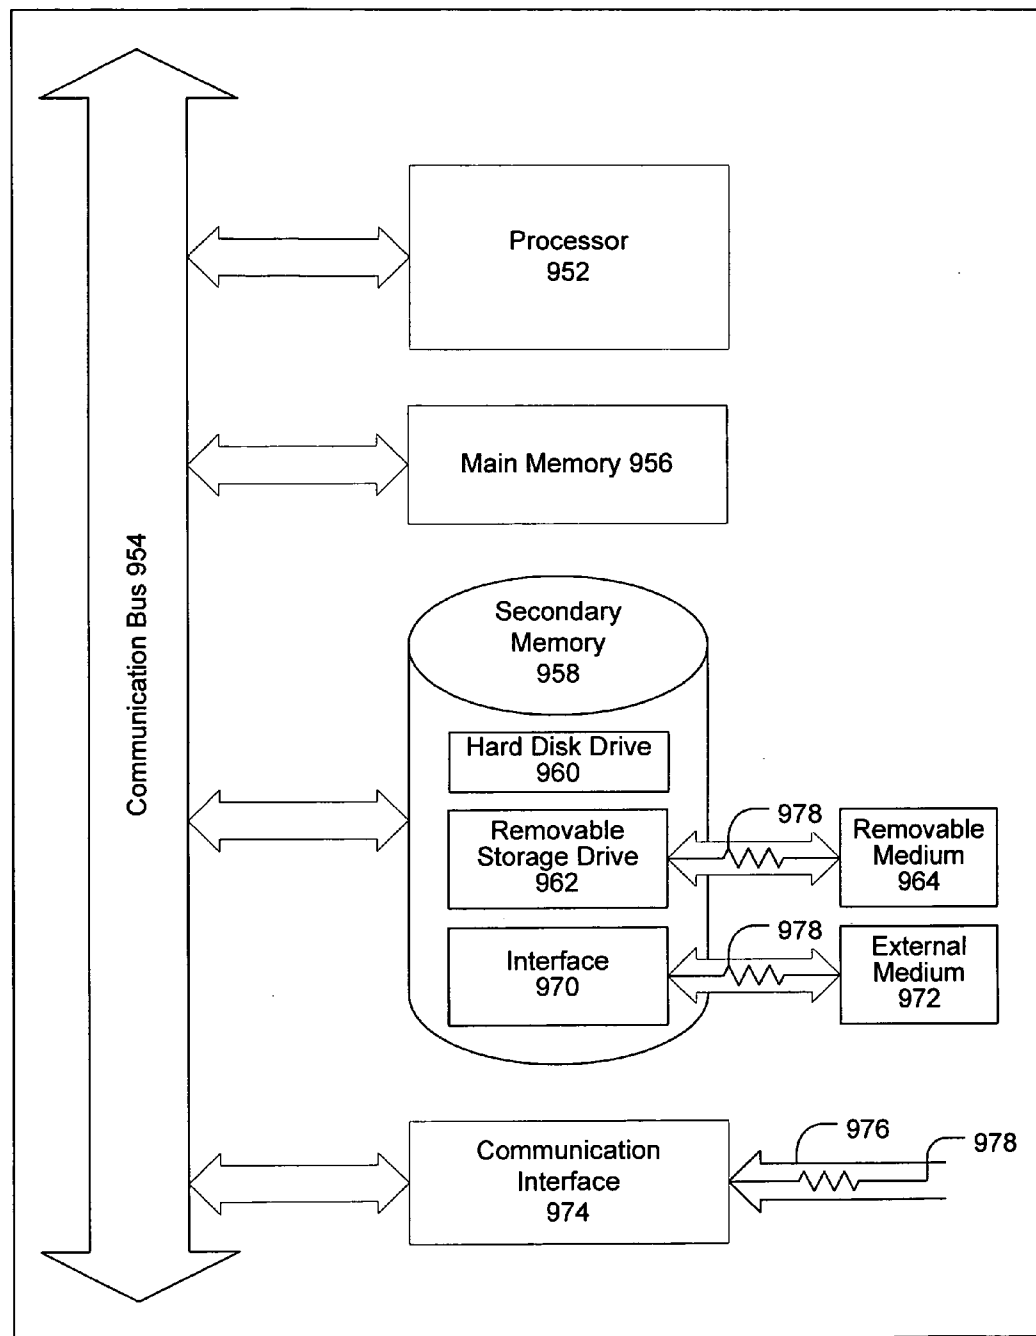 Processor
952
Main Memory 956
Communication Bus 954
Secondary
Memory
958
Hard Disk Drive
960
Removable
Storage Drive
962
978
Removable
Medium
964
Interface
970
978
External
Medium
972
Communication
Interface
974
976
978